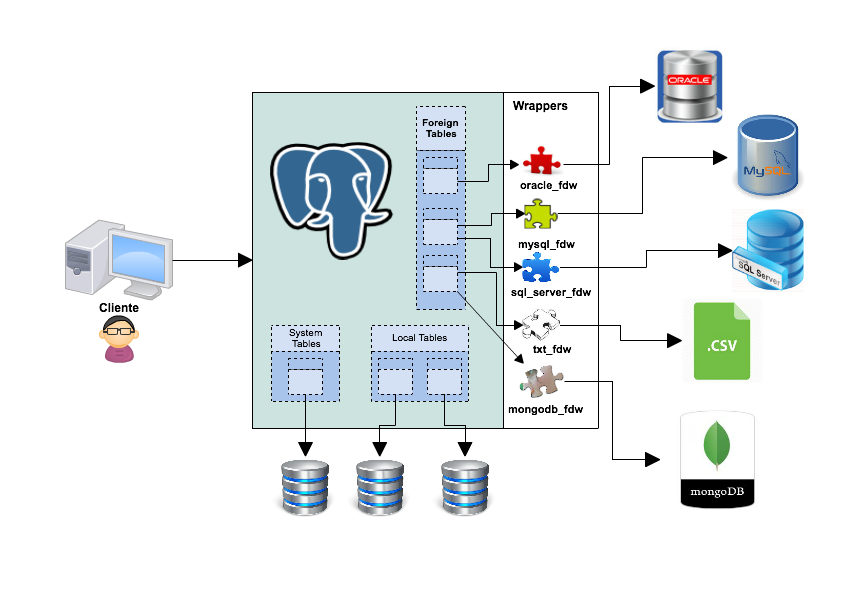 Wrappers
Foreign
Tables
ORACLE
oracle_fdw
MySQL
mysql_fdw
SQL Server
sql_server_fdw
Cliente
System
Tables
Local Tables
txt_fdw
.CSV
mongodb_fdw
mongoDB